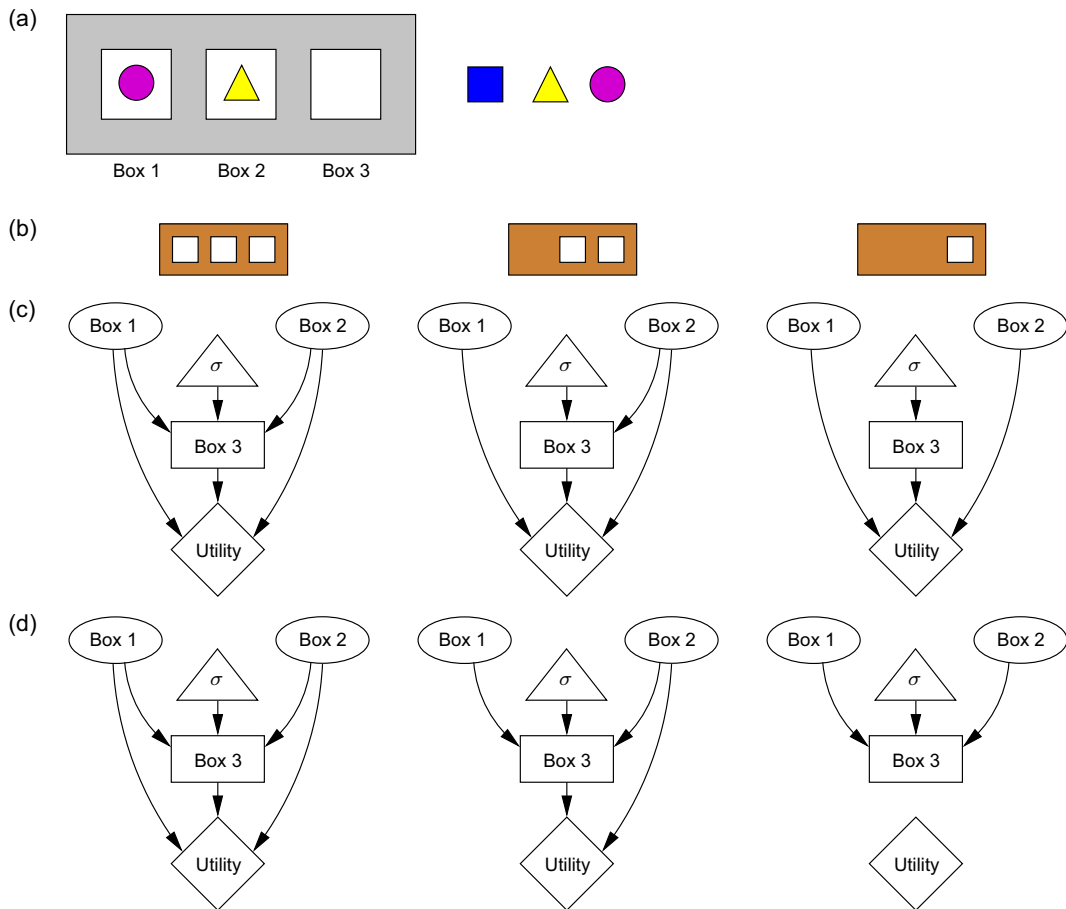 (a)
Box 1 Box 2 Box 3
(b)
(c)
Box 1 Box 2 Box 1 Box 2 Box 1 Box 2
σ σ σ
Box 3 Box 3 Box 3
Utility Utility Utility
(d)
Box 1 Box 2 Box 1 Box 2 Box 1 Box 2
σ σ σ
Box 3 Box 3 Box 3
Utility Utility Utility